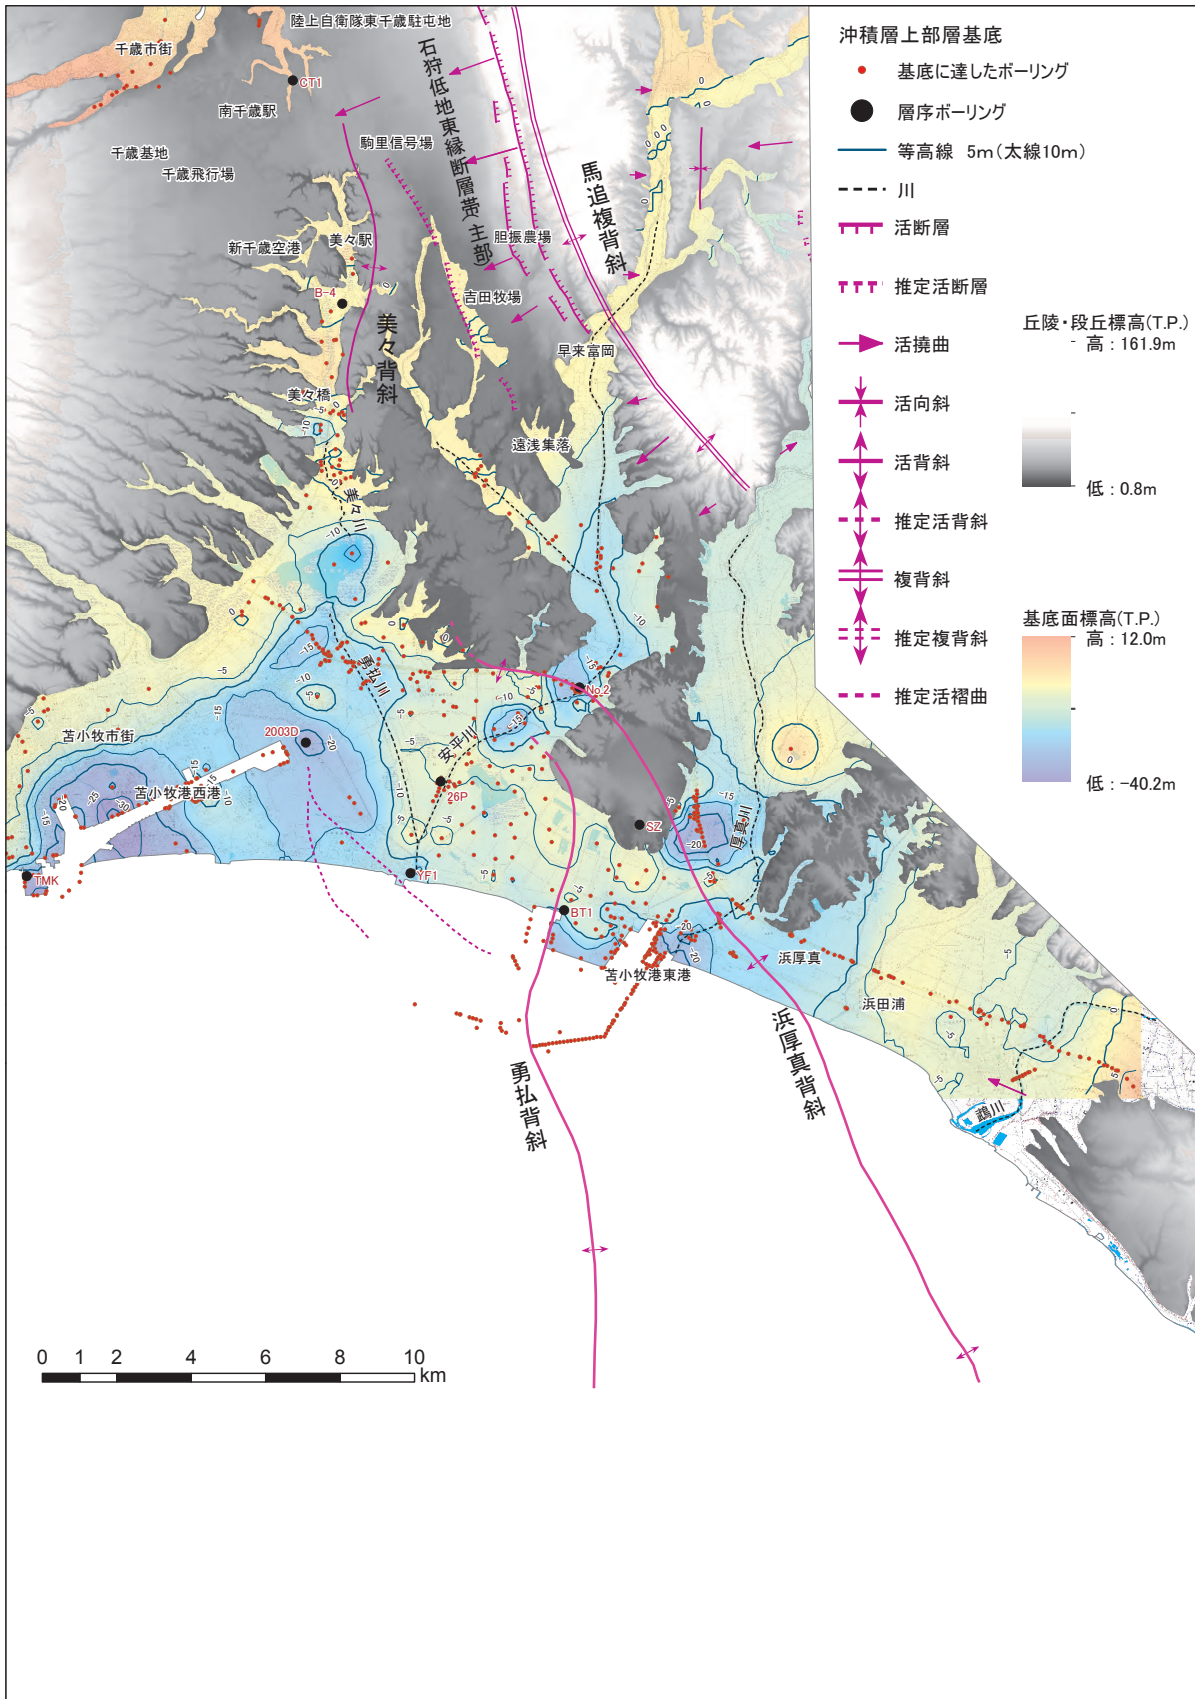 陸上自衛隊東千歳駐屯地
千歳市街
CT1
南千歳駅
千歳基地
千歳飛行場
駒里信号場
石狩低地東縁断層帯(主部)
馬追複背斜
新千歳空港
美々駅
B-4
胆振農場
吉田牧場
早来富岡
美々背斜
美々橋
遠浅集落
美々川
勇払川
安平川
厚真川
No.2
苫小牧市街
2003D
苫小牧港西港
26P
SZ
TMK
YF1
BT1
苫小牧港東港
浜厚真
浜田浦
勇払背斜
浜厚真背斜
鵡川
0
-5
-10
-15
-20
-25
-30
5
沖積層上部層基底
基底に達したボーリング
層序ボーリング
等高線 5m(太線10m)
川
活断層
推定活断層
活撓曲
活向斜
活背斜
推定活背斜
複背斜
推定複背斜
推定活褶曲
丘陵・段丘標高(T.P.)
高 : 161.9m
低 : 0.8m
基底面標高(T.P.)
高 : 12.0m
低 : -40.2m
0 1 2 4 6 8 10
km